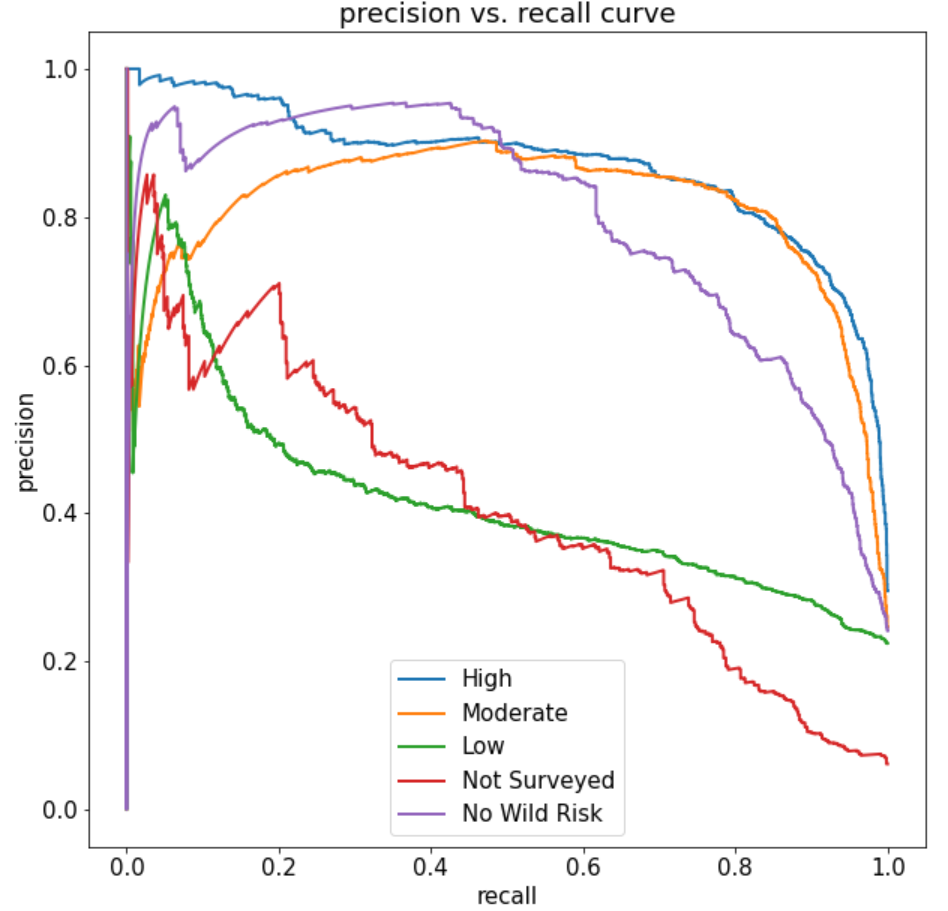 precision vs. recall curve
precision
1.0
0.8
0.6
0.4
0.2
0.0
High
Moderate
Low
Not Surveyed
No Wild Risk
0.0 0.2 0.4 0.6 0.8 1.0
recall